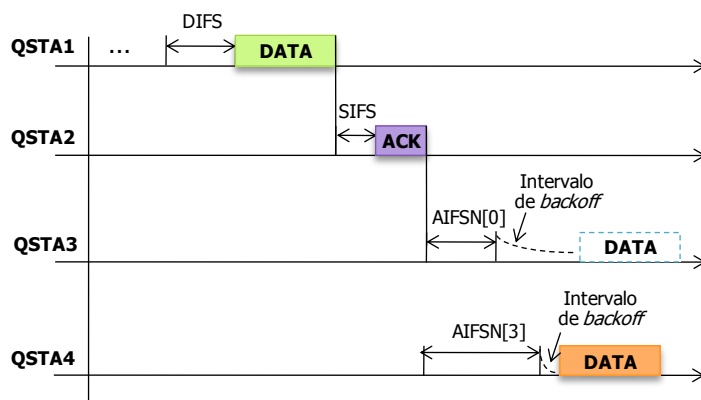 DIFS
QSTA1
...
DATA
SIFS
QSTA2
ACK
Intervalo
de backoff
AIFSN[0]
QSTA3
DATA
Intervalo
de backoff
AIFSN[3]
QSTA4
DATA